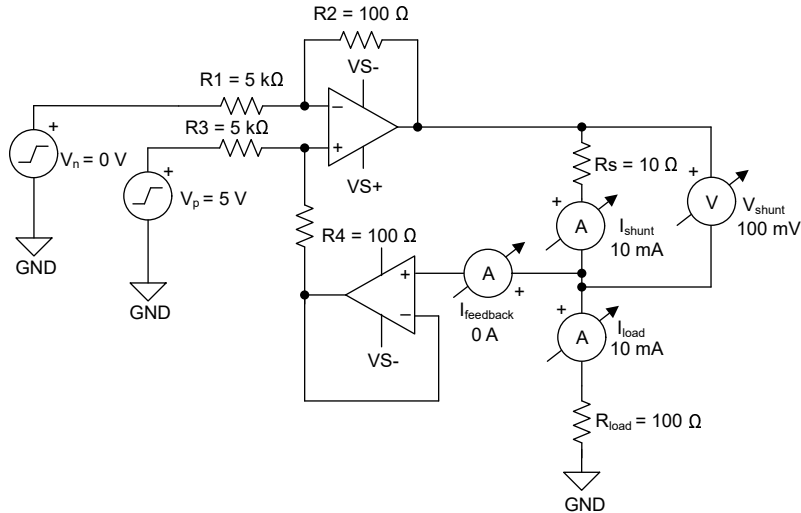 R2 = 100 Ω
VS-
R1 = 5 kΩ
−
R3 = 5 kΩ
+
+
Vn = 0 V
+
Vp = 5 V
VS+
Rs = 10 Ω
+
A
Ishunt
10 mA
+
V
Vshunt
100 mV
GND
GND
R4 = 100 Ω
+
−
VS-
A
+
Ifeedback
0 A
+
A
Iload
10 mA
Rload = 100 Ω
GND